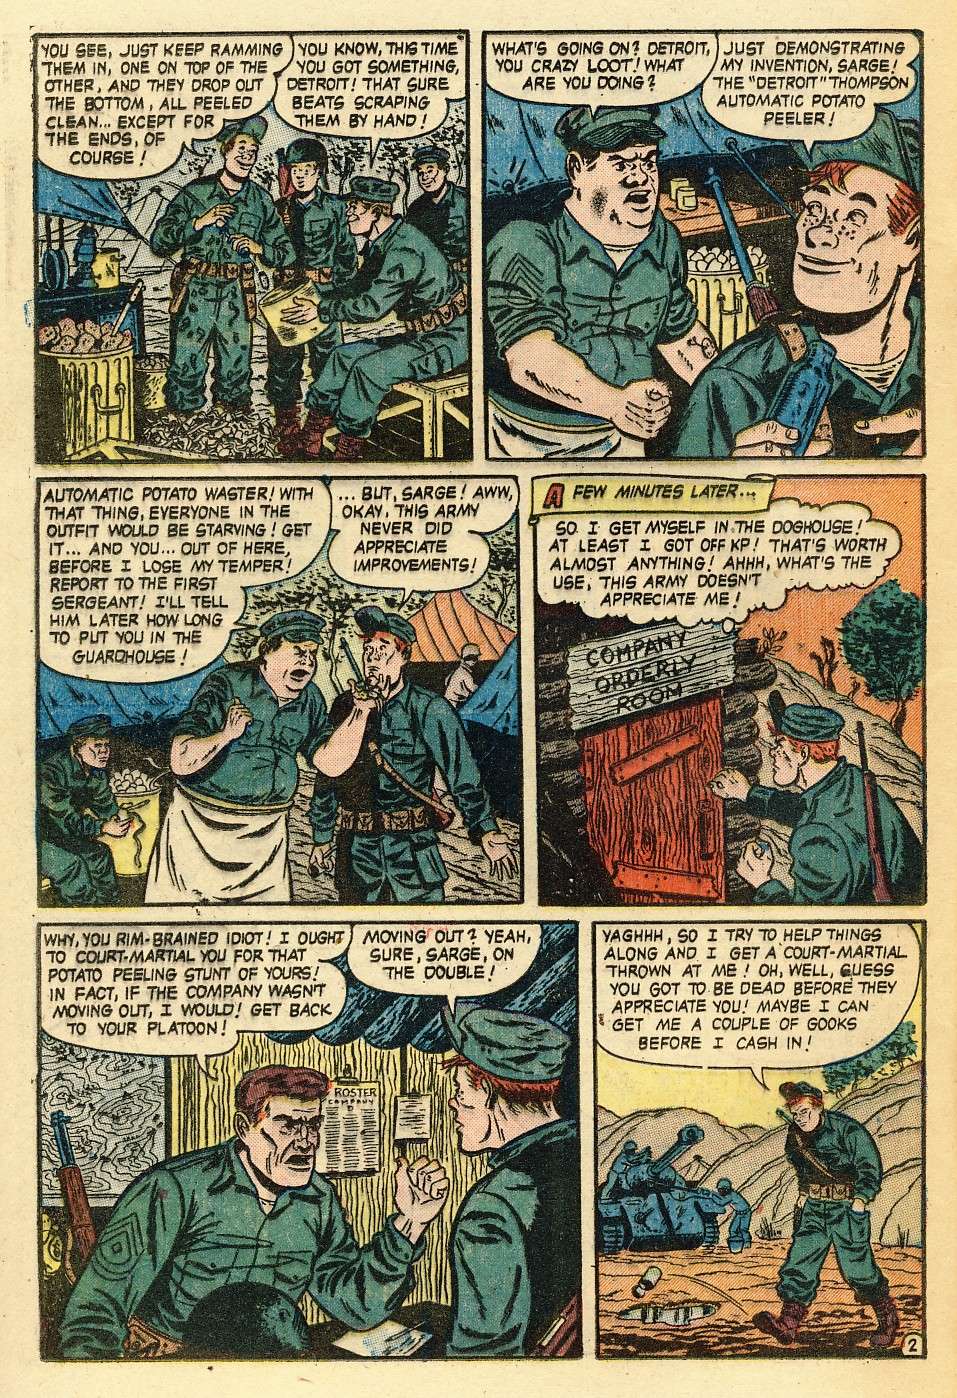 YOU SEE, JUST KEEP RAMMING
THEM IN, ONE ON TOP OF THE
OTHER, AND THEY DROP OUT
THE BOTTOM, ALL PEELED
CLEAN... EXCEPT FOR
THE ENDS, OF
COURSE!
YOU KNOW, THIS TIME
YOU GOT SOMETHING,
DETROIT! THAT SURE
BEATS SCRAPING
THEM BY HAND!
WHAT'S GOING ON? DETROIT,
YOU CRAZY LOOT! WHAT
ARE YOU DOING?
JUST DEMONSTRATING
MY INVENTION, SARGE!
THE "DETROIT" THOMPSON
AUTOMATIC POTATO
PEELER!
AUTOMATIC POTATO WASTER! WITH
THAT THING, EVERYONE IN THE
OUTFIT WOULD BE STARVING! GET
IT... AND YOU... OUT OF HERE,
BEFORE I LOSE MY TEMPER!
REPORT TO THE FIRST
SERGEANT! I'LL TELL
HIM LATER HOW LONG
TO PUT YOU IN THE
GUARDHOUSE!
... BUT, SARGE! AWW,
OKAY. THIS ARMY
NEVER DID
APPRECIATE
IMPROVEMENTS!
A FEW MINUTES LATER...
SO I GET MYSELF IN THE DOGHOUSE!
AT LEAST I GOT OFF KP! THAT'S WORTH
ALMOST ANYTHING! AHHH, WHAT'S THE
USE, THIS ARMY DOESN'T
APPRECIATE ME!
COMPANY
ORDERLY
ROOM
WHY, YOU RIM-BRAINED IDIOT! I OUGHT
TO COURT-MARTIAL YOU FOR THAT
POTATO PEELING STUNT OF YOURS!
IN FACT, IF THE COMPANY WASN'T
MOVING OUT, I WOULD! GET BACK
TO YOUR PLATOON!
MOVING OUT? YEAH,
SURE, SARGE, ON
THE DOUBLE!
ROSTER
COMPANY
D
YAGHHH, SO I TRY TO HELP THINGS
ALONG AND I GET A COURT-MARTIAL
THROWN AT ME! OH, WELL, GUESS
YOU GOT TO BE DEAD BEFORE THEY
APPRECIATE YOU! MAYBE I CAN
GET ME A COUPLE OF GOOKS
BEFORE I CASH IN!
2